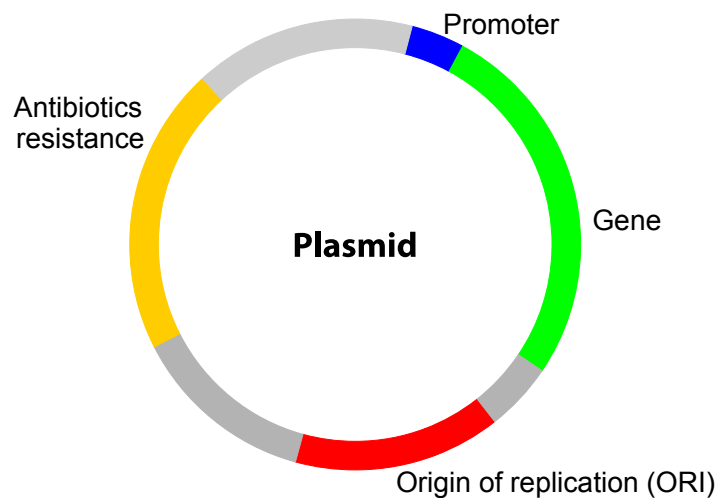 Promoter
Antibiotics
resistance
Gene
Plasmid
Origin of replication (ORI)